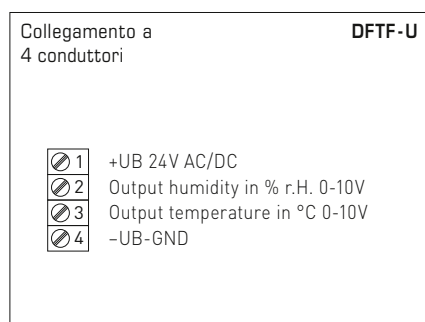 Collegamento a DFTF-U
4 conduttori
1 +UB 24V AC/DC
2 Output humidity in % r.H. 0-10V
3 Output temperature in °C 0-10V
4 –UB-GND